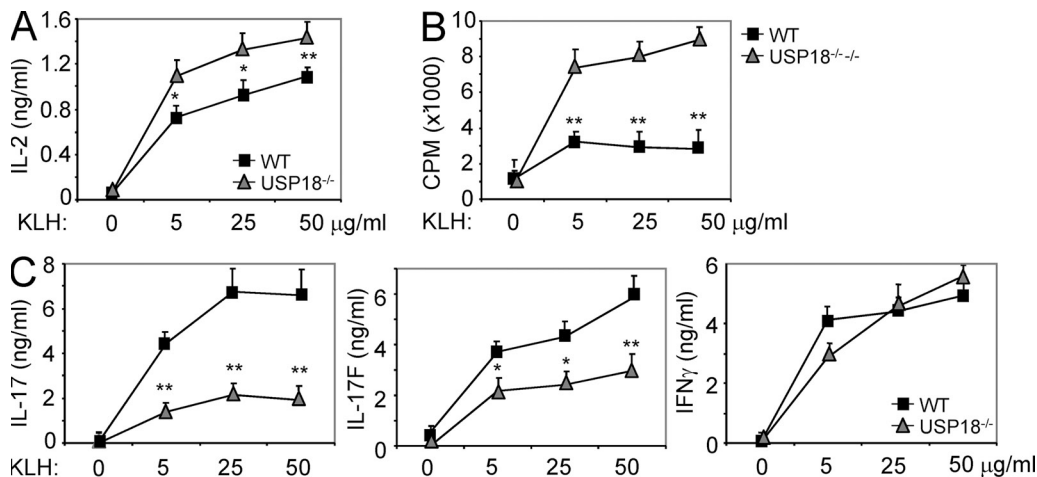 A
IL-2 (ng/ml)
1.6
1.2
0.8
0.4
0
*
*
**
WT
USP18-/-
KLH: 0 5 25 50 µg/ml
B
CPM (x1000)
10
8
6
4
2
0
**
**
**
WT
USP18-/-/-
KLH: 0 5 25 50 µg/ml
C
IL-17 (ng/ml)
8
6
4
2
0
**
**
**
KLH: 0 5 25 50
IL-17F (ng/ml)
6
4
2
0
*
*
**
0 5 25 50
IFNγ (ng/ml)
6
4
2
0
WT
USP18-/-
0 5 25 50 µg/ml